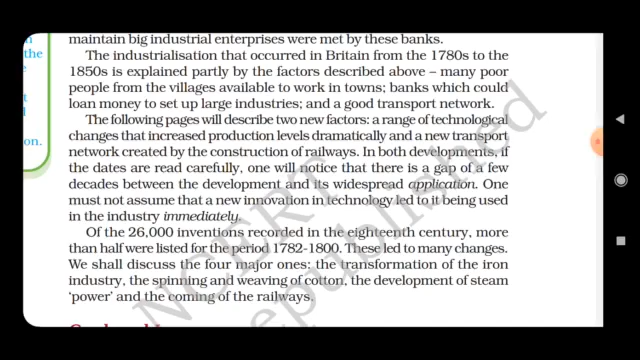 maintain big industrial enterprises were met by these banks.
The industrialisation that occurred in Britain from the 1780s to the
1850s is explained partly by the factors described above – many poor
people from the villages available to work in towns; banks which could
loan money to set up large industries; and a good transport network.
The following pages will describe two new factors: a range of technological
changes that increased production levels dramatically and a new transport
network created by the construction of railways. In both developments, if
the dates are read carefully, one will notice that there is a gap of a few
decades between the development and its widespread application. One
must not assume that a new innovation in technology led to it being used
in the industry immediately.
Of the 26,000 inventions recorded in the eighteenth century, more
than half were listed for the period 1782-1800. These led to many changes.
We shall discuss the four major ones: the transformation of the iron
industry, the spinning and weaving of cotton, the development of steam
‘power’ and the coming of the railways.
the
on.
NCERT
republished